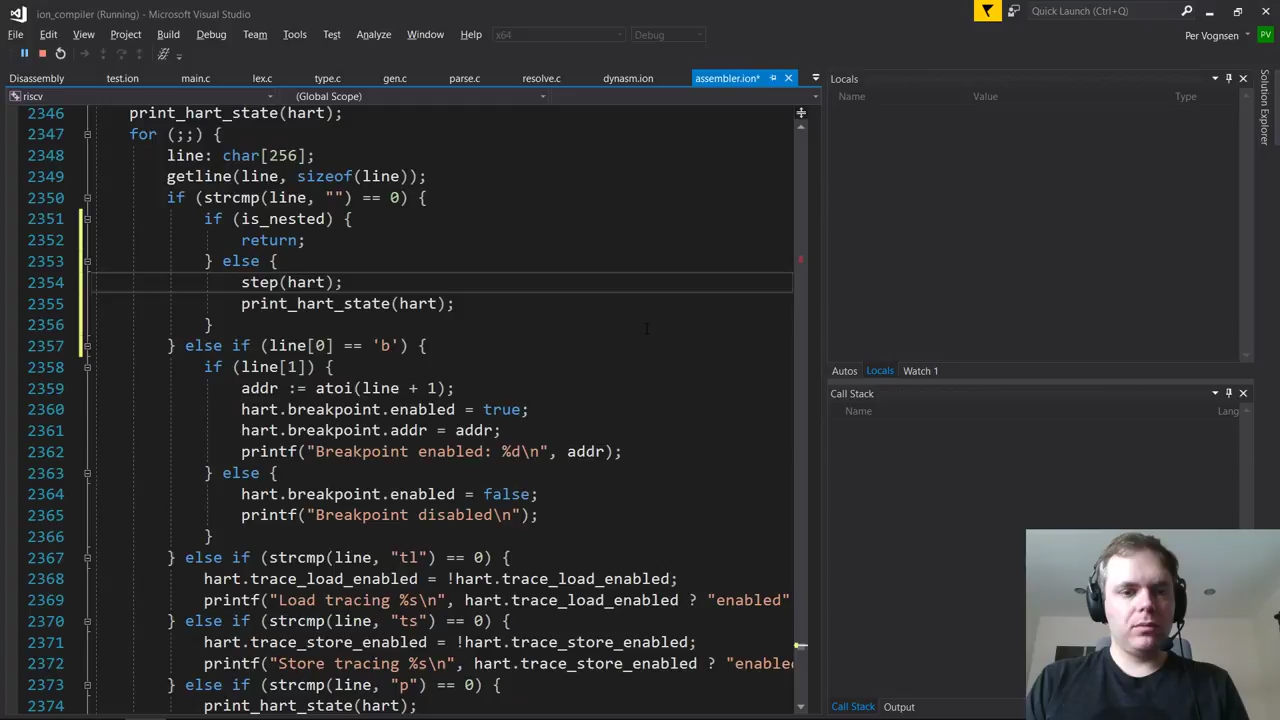 ion_compiler (Running) - Microsoft Visual Studio
Quick Launch (Ctrl+Q)
File Edit View Project Build Debug Team Tools Test Analyze Window Help x64 Debug
Per Vognsen PV
Disassembly test.ion main.c lex.c type.c gen.c parse.c resolve.c dynasm.ion assembler.ion*
riscv (Global Scope)
2346 print_hart_state(hart);
2347 for (;;) {
2348 line: char[256];
2349 getline(line, sizeof(line));
2350 if (strcmp(line, "") == 0) {
2351 if (is_nested) {
2352 return;
2353 } else {
2354 step(hart);
2355 print_hart_state(hart);
2356 }
2357 } else if (line[0] == 'b') {
2358 if (line[1]) {
2359 addr := atoi(line + 1);
2360 hart.breakpoint.enabled = true;
2361 hart.breakpoint.addr = addr;
2362 printf("Breakpoint enabled: %d\n", addr);
2363 } else {
2364 hart.breakpoint.enabled = false;
2365 printf("Breakpoint disabled\n");
2366 }
2367 } else if (strcmp(line, "tl") == 0) {
2368 hart.trace_load_enabled = !hart.trace_load_enabled;
2369 printf("Load tracing %s\n", hart.trace_load_enabled ? "enabled"
2370 } else if (strcmp(line, "ts") == 0) {
2371 hart.trace_store_enabled = !hart.trace_store_enabled;
2372 printf("Store tracing %s\n", hart.trace_store_enabled ? "enable
2373 } else if (strcmp(line, "p") == 0) {
2374 print_hart_state(hart);
Locals
Name Value Type
Autos Locals Watch 1
Call Stack
Name Lang
Call Stack Output
Solution Explorer